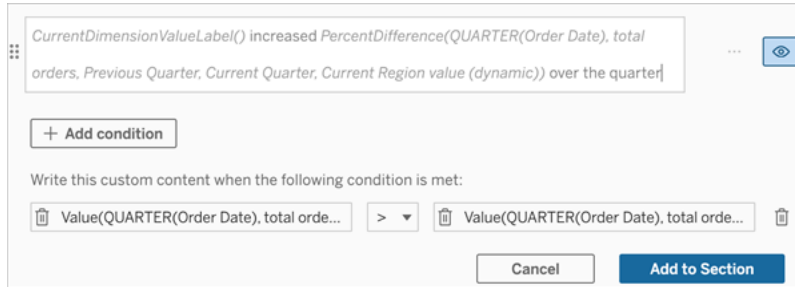 CurrentDimensionValueLabel() increased PercentDifference(QUARTER(Order Date), total
orders, Previous Quarter, Current Quarter, Current Region value (dynamic)) over the quarter
+ Add condition
Write this custom content when the following condition is met:
Value(QUARTER(Order Date), total orde... > Value(QUARTER(Order Date), total orde...
Cancel Add to Section